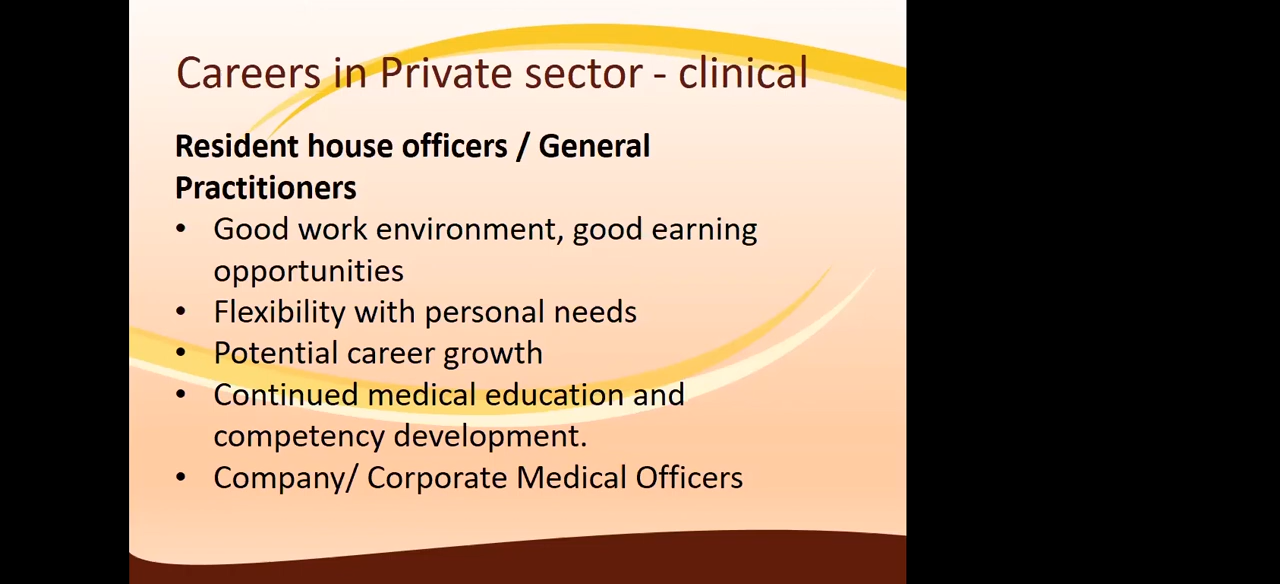 Careers in Private sector - clinical
Resident house officers / General
Practitioners
• Good work environment, good earning
opportunities
• Flexibility with personal needs
• Potential career growth
• Continued medical education and
competency development.
• Company/ Corporate Medical Officers